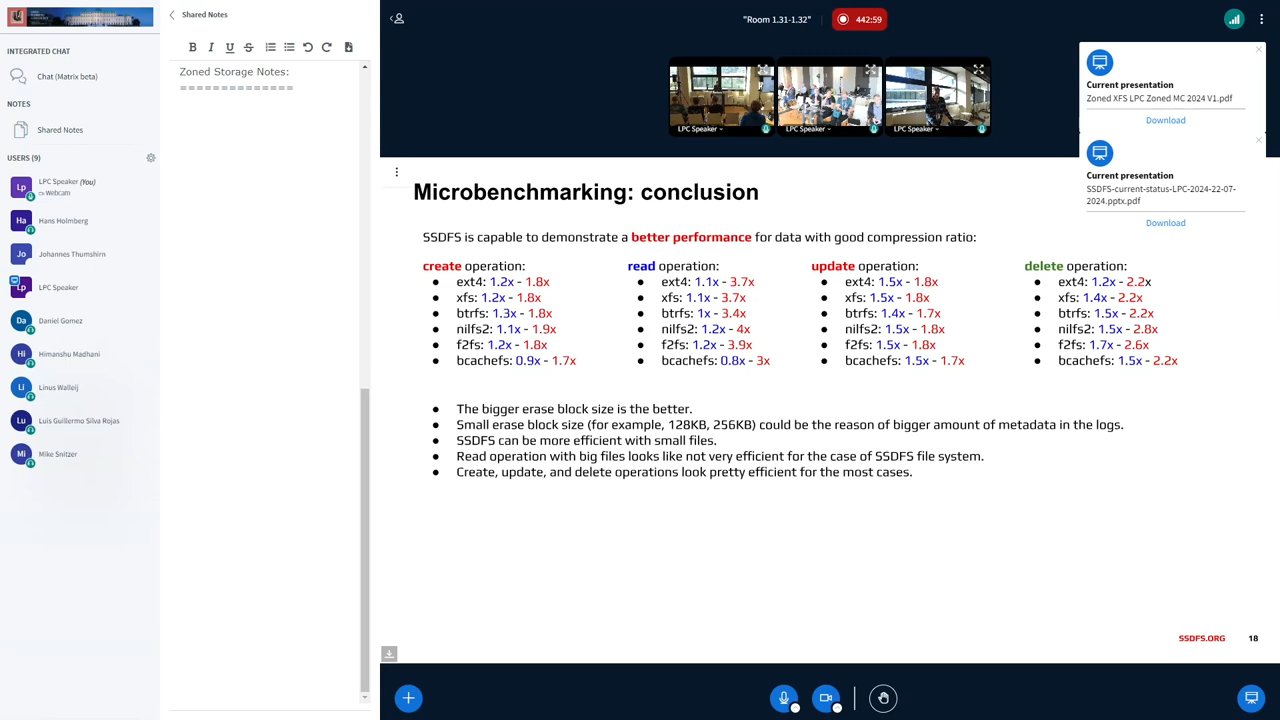 INTEGRATED CHAT
Chat (Matrix beta)
NOTES
Shared Notes
USERS (9)
Lp
LPC Speaker (You)
Webcam
Ha
Hans Holmberg
Jo
Johannes Thumshirn
Lp
LPC Speaker
Da
Daniel Gomez
Hi
Himanshu Madhani
Li
Linus Walleij
Lu
Luis Guillermo Silva Rojas
Mi
Mike Snitzer
Shared Notes
B I U S
Zoned Storage Notes:
==============
"Room 1.31-1.32"
442:59
LPC Speaker
LPC Speaker
LPC Speaker
Current presentation
Zoned XFS LPC Zoned MC 2024 V1.pdf
Download
Current presentation
SSDFS-current-status-LPC-2024-22-07-
2024.pptx.pdf
Download
Microbenchmarking: conclusion
SSDFS is capable to demonstrate a better performance for data with good compression ratio:
create operation:
● ext4: 1.2x - 1.8x
● xfs: 1.2x - 1.8x
● btrfs: 1.3x - 1.8x
● nilfs2: 1.1x - 1.9x
● f2fs: 1.2x - 1.8x
● bcachefs: 0.9x - 1.7x
read operation:
● ext4: 1.1x - 3.7x
● xfs: 1.1x - 3.7x
● btrfs: 1x - 3.4x
● nilfs2: 1.2x - 4x
● f2fs: 1.2x - 3.9x
● bcachefs: 0.8x - 3x
update operation:
● ext4: 1.5x - 1.8x
● xfs: 1.5x - 1.8x
● btrfs: 1.4x - 1.7x
● nilfs2: 1.5x - 1.8x
● f2fs: 1.5x - 1.8x
● bcachefs: 1.5x - 1.7x
delete operation:
● ext4: 1.2x - 2.2x
● xfs: 1.4x - 2.2x
● btrfs: 1.5x - 2.2x
● nilfs2: 1.5x - 2.8x
● f2fs: 1.7x - 2.6x
● bcachefs: 1.5x - 2.2x
● The bigger erase block size is the better.
● Small erase block size (for example, 128KB, 256KB) could be the reason of bigger amount of metadata in the logs.
● SSDFS can be more efficient with small files.
● Read operation with big files looks like not very efficient for the case of SSDFS file system.
● Create, update, and delete operations look pretty efficient for the most cases.
SSDFS.ORG 18